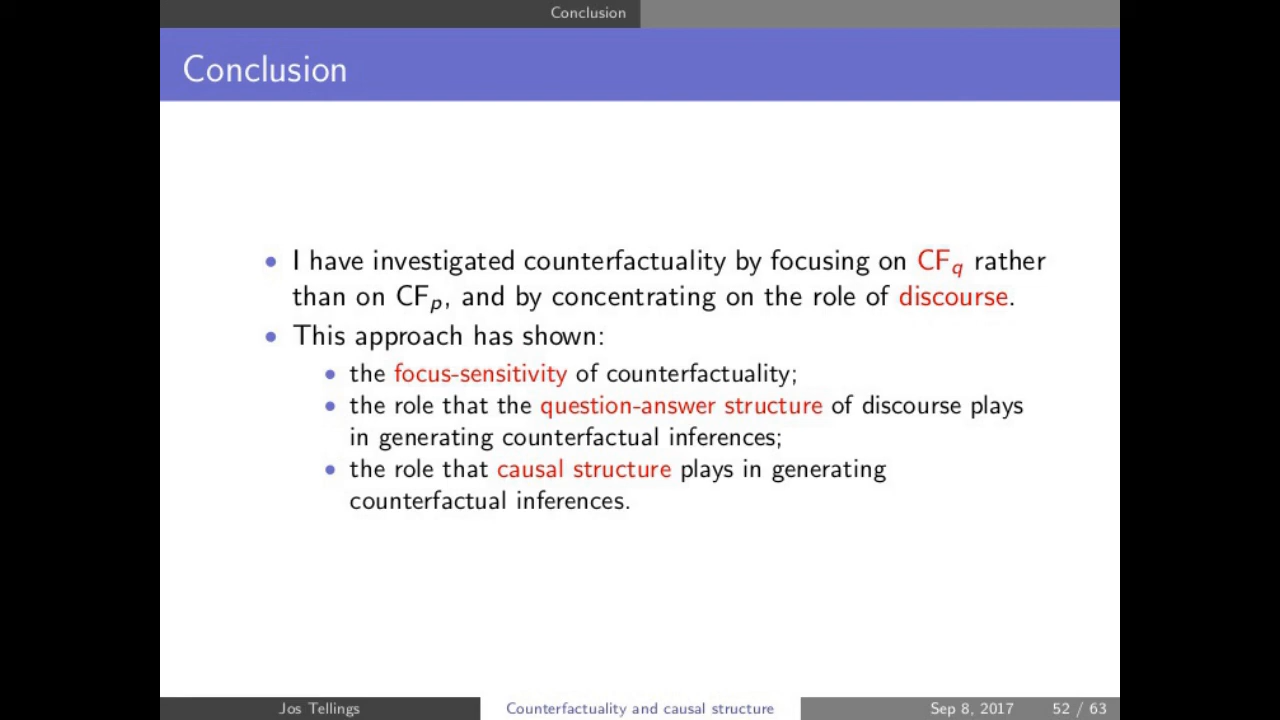 Conclusion
Conclusion
• I have investigated counterfactuality by focusing on CF_q rather
than on CF_p, and by concentrating on the role of discourse.
• This approach has shown:
• the focus-sensitivity of counterfactuality;
• the role that the question-answer structure of discourse plays
in generating counterfactual inferences;
• the role that causal structure plays in generating
counterfactual inferences.
Jos Tellings Counterfactuality and causal structure Sep 8, 2017 52 / 63